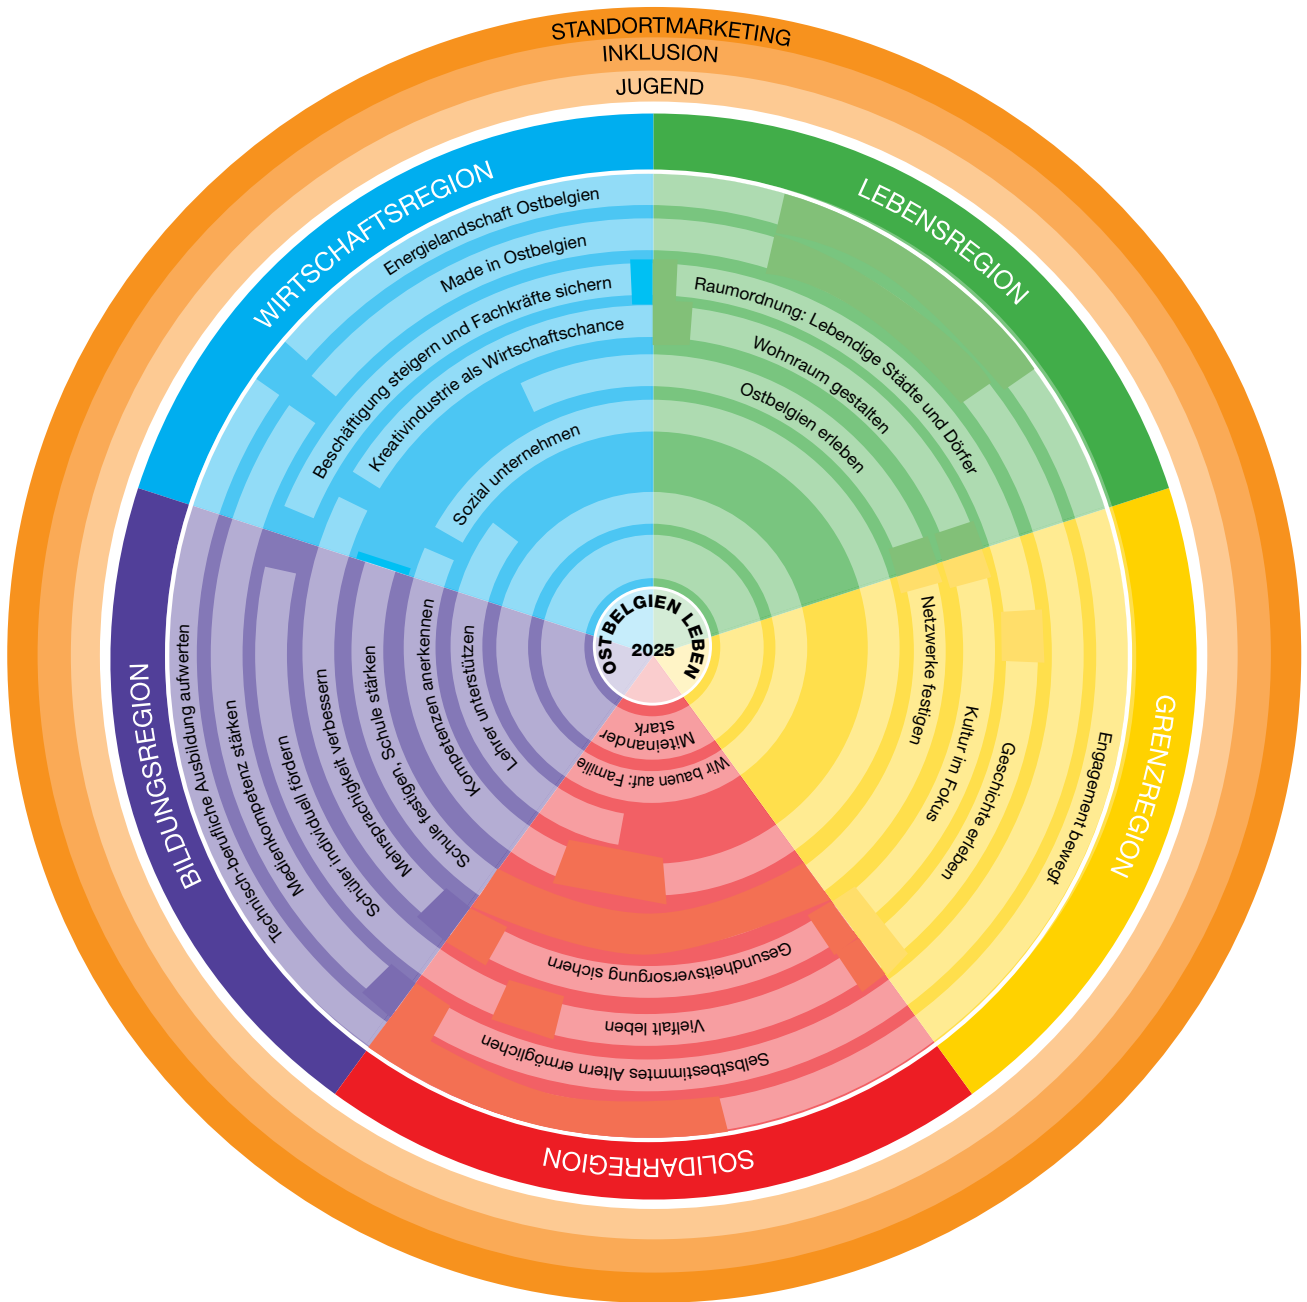 STANDORTMARKETING
INKLUSION
JUGEND
WIRTSCHAFTSREGION
Energielandschaft Ostbelgien
Made in Ostbelgien
Beschäftigung steigern und Fachkräfte sichern
Kreativindustrie als Wirtschaftschance
Sozial unternehmen
LEBENSREGION
Raumordnung: Lebendige Städte und Dörfer
Wohnraum gestalten
Ostbelgien erleben
OSTBELGIEN LEBEN
2025
GRENZREGION
Netzwerke festigen
Kultur im Fokus
Geschichte erleben
Engagement bewegt
SOLIDARREGION
Miteinander
stark
Wir bauen auf: Familie
Gesundheitsversorgung sichern
Vielfalt leben
Selbstbestimmtes Altern ermöglichen
BILDUNGSREGION
Technisch-berufliche Ausbildung aufwerten
Medienkompetenz stärken
Schüler individuell fördern
Mehrsprachigkeit verbessern
Schule festigen, Schule stärken
Kompetenzen anerkennen
Lehrer unterstützen